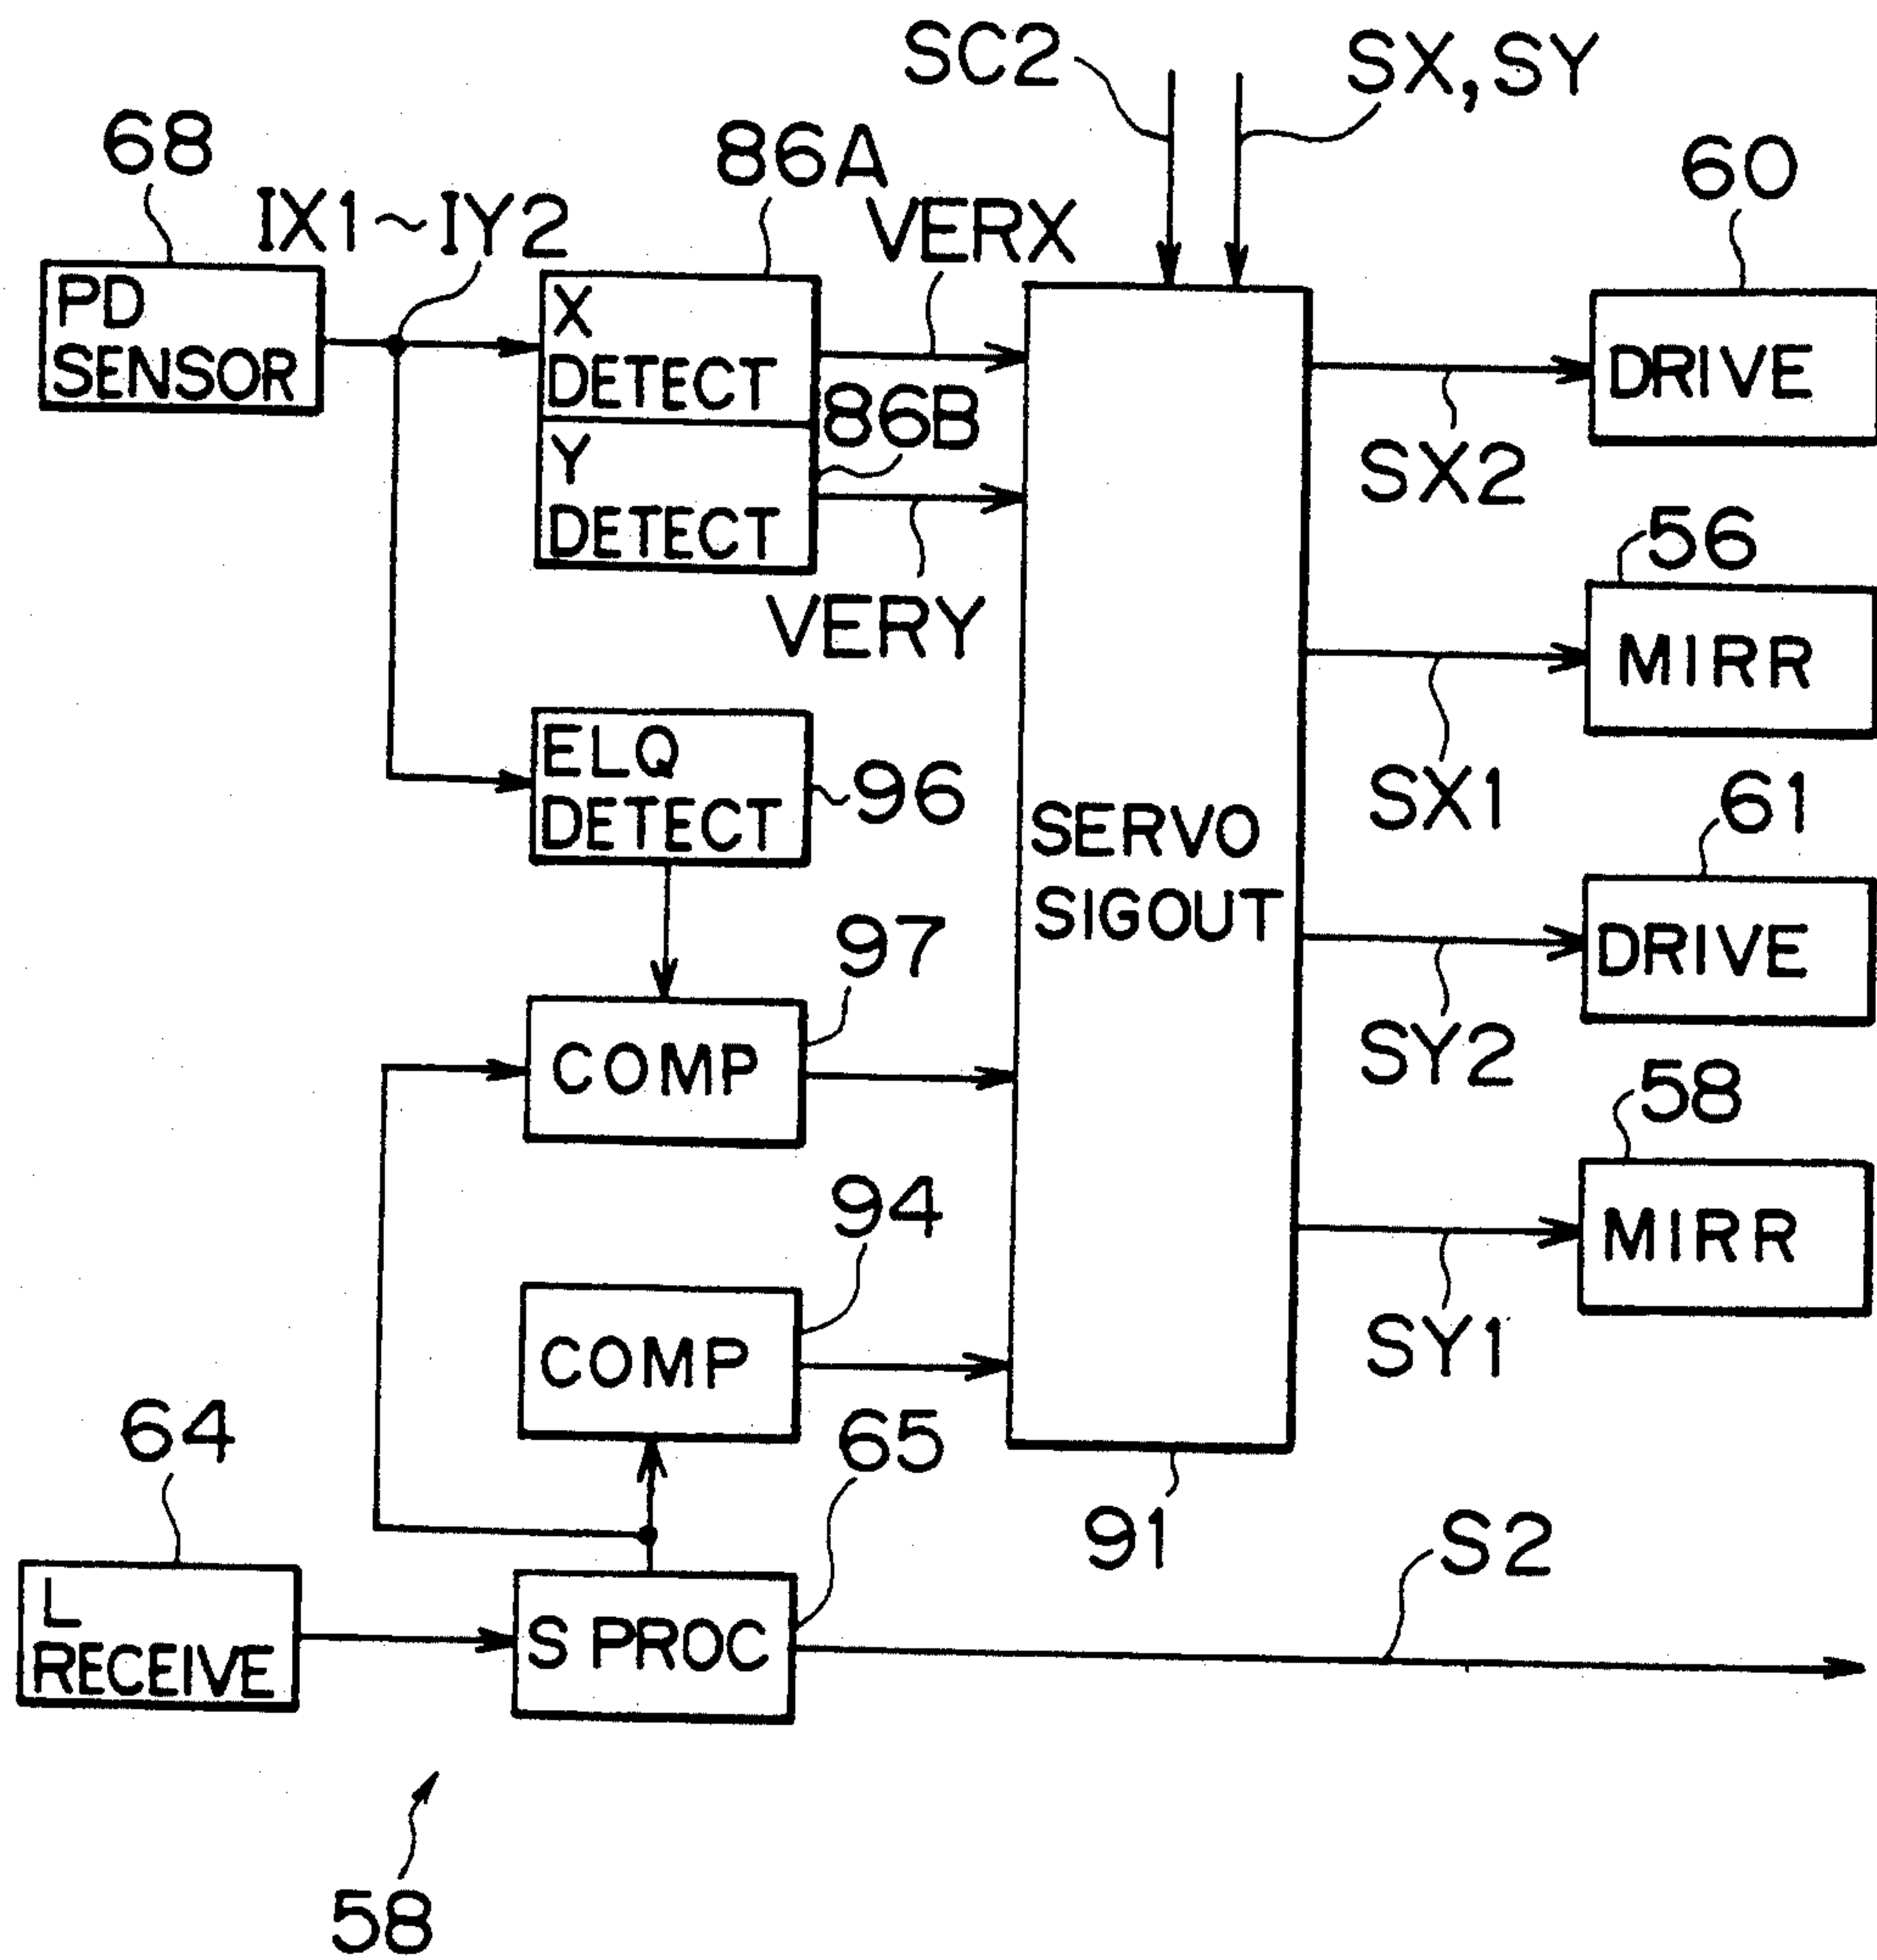 SC2
SX,SY
68
86A
60
IX1~IY2
VERX
PD
SENSOR
X
DETECT
86B
Y
DETECT
VERY
DRIVE
SX2
56
MIRR
SX1
ELQ
DETECT
96
SERVO
SIGOUT
61
DRIVE
SY2
97
COMP
58
MIRR
SY1
94
COMP
64
65
91
S2
L
RECEIVE
S PROC
58